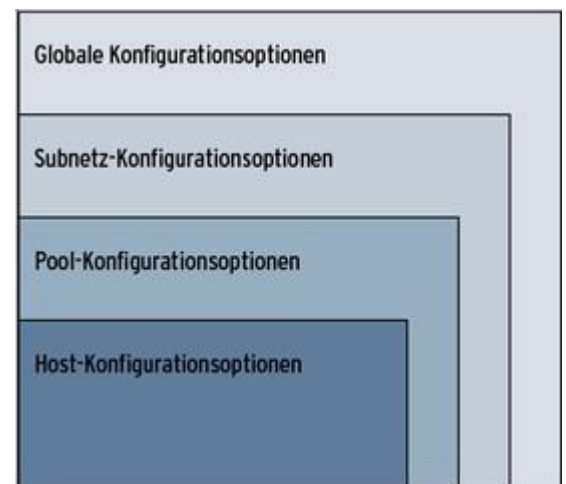 Globale Konfigurationsoptionen
Subnetz-Konfigurationsoptionen
Pool-Konfigurationsoptionen
Host-Konfigurationsoptionen